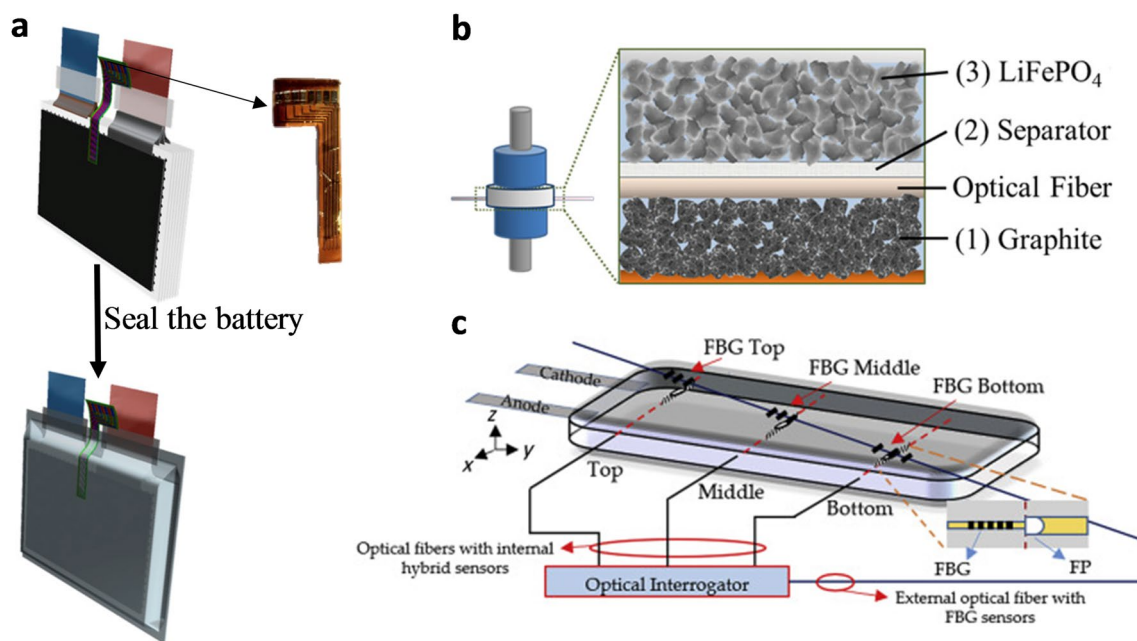 a
Seal the battery
b
(3) LiFePO₄
(2) Separator
Optical Fiber
(1) Graphite
c
FBG Top
FBG Middle
FBG Bottom
Cathode
Anode
z
x
y
Top
Middle
Bottom
Optical fibers with internal
hybrid sensors
Optical Interrogator
FBG
FP
External optical fiber with
FBG sensors